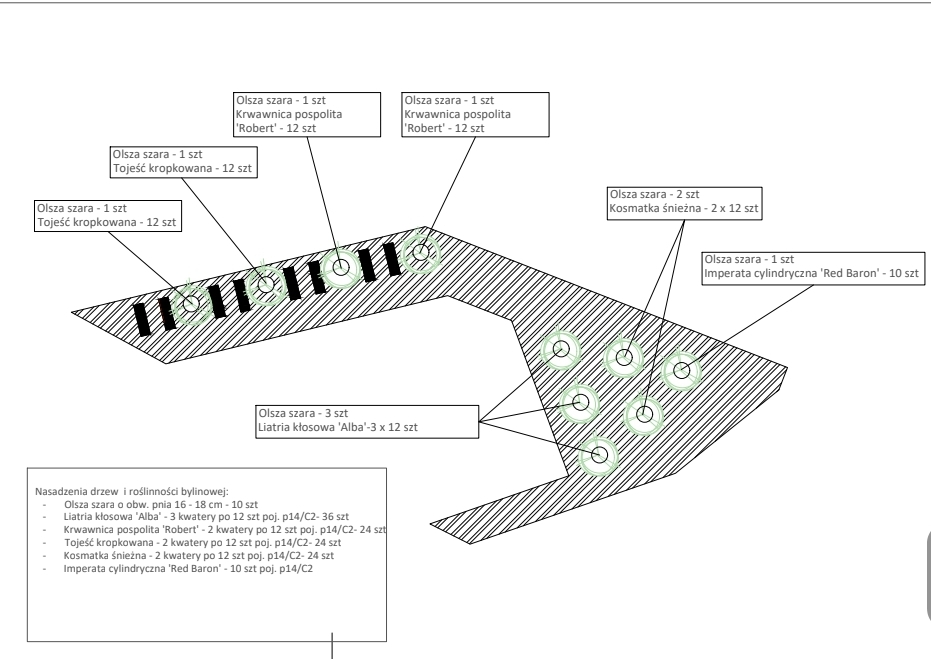 Olsza szara - 1 szt
Krwawnica pospolita
'Robert' - 12 szt
Olsza szara - 1 szt
Krwawnica pospolita
'Robert' - 12 szt
Olsza szara - 1 szt
Tojeść kropkowana - 12 szt
Olsza szara - 1 szt
Tojeść kropkowana - 12 szt
Olsza szara - 2 szt
Kosmatka śnieżna - 2 x 12 szt
Olsza szara - 1 szt
Imperata cylindryczna 'Red Baron' - 10 szt
Olsza szara - 3 szt
Liatria kłosowa 'Alba'-3 x 12 szt
Nasadzenia drzew i roślinności bylinowej:
- Olsza szara o obw. pnia 16 - 18 cm - 10 szt
- Liatria kłosowa 'Alba' - 3 kwatery po 12 szt poj. p14/C2- 36 szt
- Krwawnica pospolita 'Robert' - 2 kwatery po 12 szt poj. p14/C2- 24 szt
- Tojeść kropkowana - 2 kwatery po 12 szt poj. p14/C2- 24 szt
- Kosmatka śnieżna - 2 kwatery po 12 szt poj. p14/C2- 24 szt
- Imperata cylindryczna 'Red Baron' - 10 szt poj. p14/C2